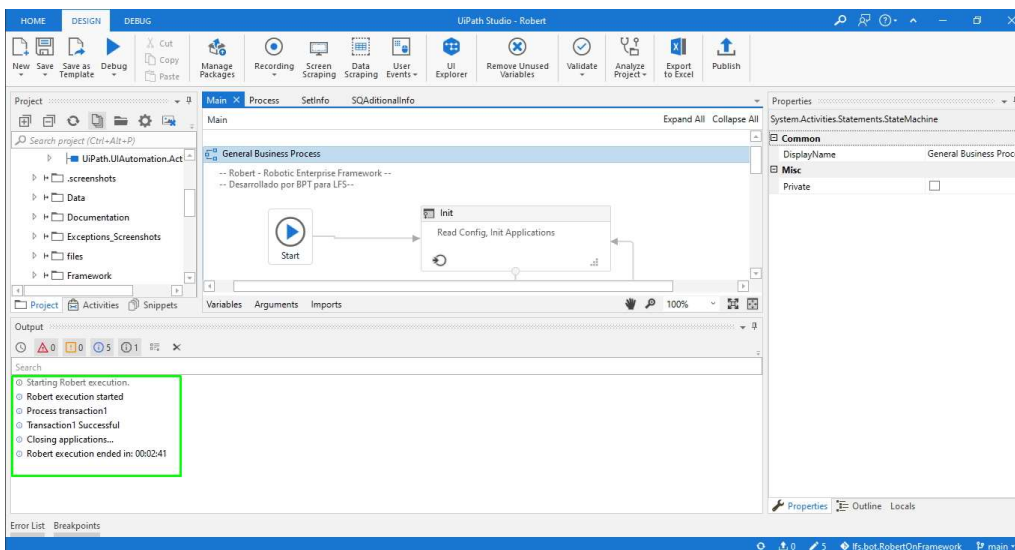 HOME DESIGN DEBUG UiPath Studio - Robert
New Save Save as Template Debug Cut Copy Paste Manage Packages Recording Screen Scraping Data Scraping User Events UI Explorer Remove Unused Variables Validate Analyze Project Export to Excel Publish
Project Main Process SetInfo SQAditionalInfo Properties
Main Expand All Collapse All System.Activities.Statements.StateMachine
Search project (Ctrl+Alt+P) Common
UiPath.UIAutomation.Act General Business Process DisplayName General Business Proc
.screenshots -- Robert - Robotic Enterprise Framework -- Misc
-- Desarrollado por BPT para LFS-- Private
Data
Documentation Init
Exceptions_Screenshots Read Config, Init Applications
files Start
Framework
Project Activities Snippets Variables Arguments Imports 100%
Output
0 0 5 1
Search
Starting Robert execution.
Robert execution started
Process transaction1
Transaction1 Successful
Closing applications...
Robert execution ended in: 00:02:41
Properties Outline Locals
Error List Breakpoints
0 5 lfs.bot.RobertOnFramework main